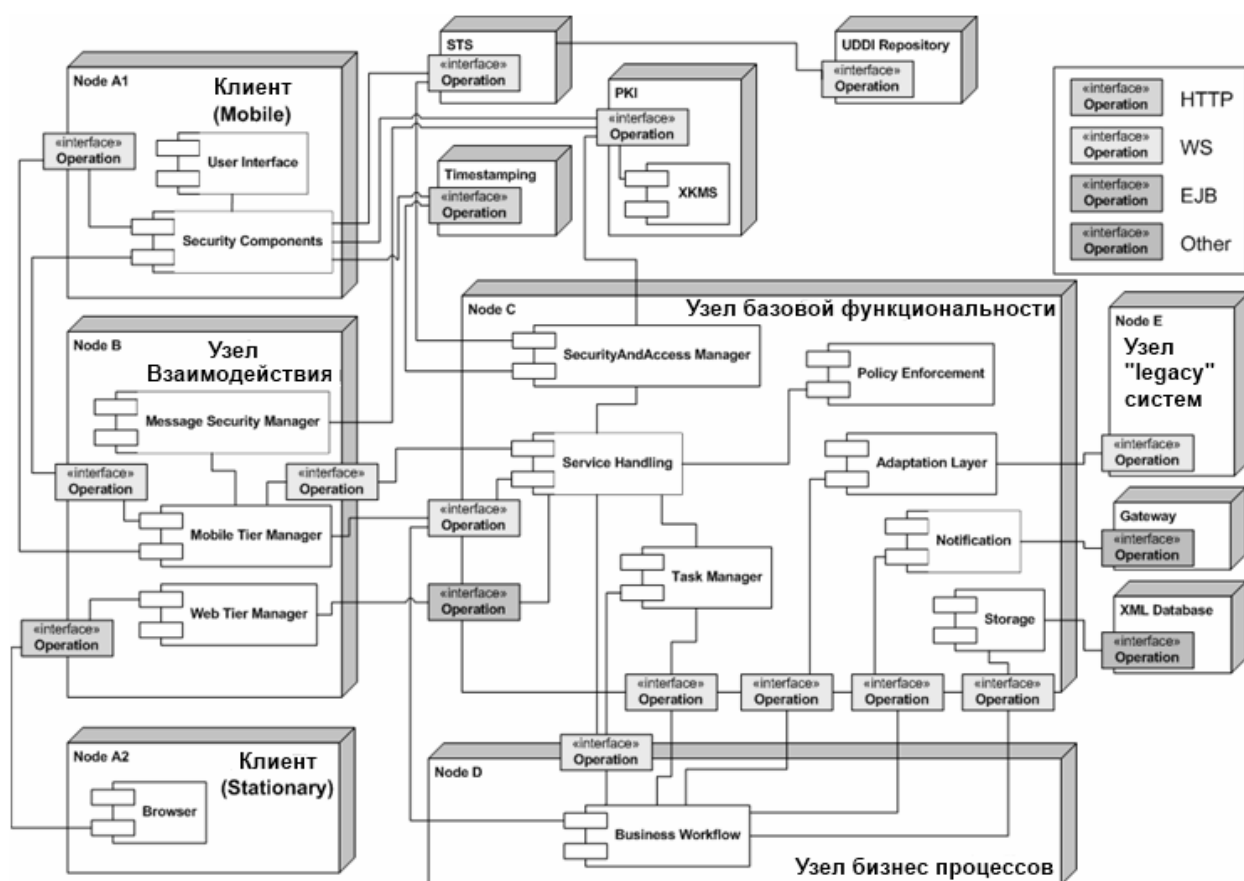 STS
«interface»
Operation
UDDI Repository
«interface»
Operation
Node A1
Клиент
(Mobile)
«interface»
Operation
User Interface
Security Components
PKI
«interface»
Operation
XKMS
Timestamping
«interface»
Operation
«interface»
Operation
HTTP
«interface»
Operation
WS
«interface»
Operation
EJB
«interface»
Operation
Other
Node B
Узел
Взаимодействия
Message Security Manager
«interface»
Operation
«interface»
Operation
Mobile Tier Manager
Web Tier Manager
«interface»
Operation
Node C
Узел базовой функциональности
SecurityAndAccess Manager
Policy Enforcement
Service Handling
Adaptation Layer
«interface»
Operation
«interface»
Operation
Task Manager
Notification
Storage
«interface»
Operation
«interface»
Operation
«interface»
Operation
«interface»
Operation
Node E
Узел
"legacy"
систем
«interface»
Operation
Gateway
«interface»
Operation
XML Database
«interface»
Operation
Node A2
Клиент
(Stationary)
Browser
Node D
«interface»
Operation
Business Workflow
Узел бизнес процессов